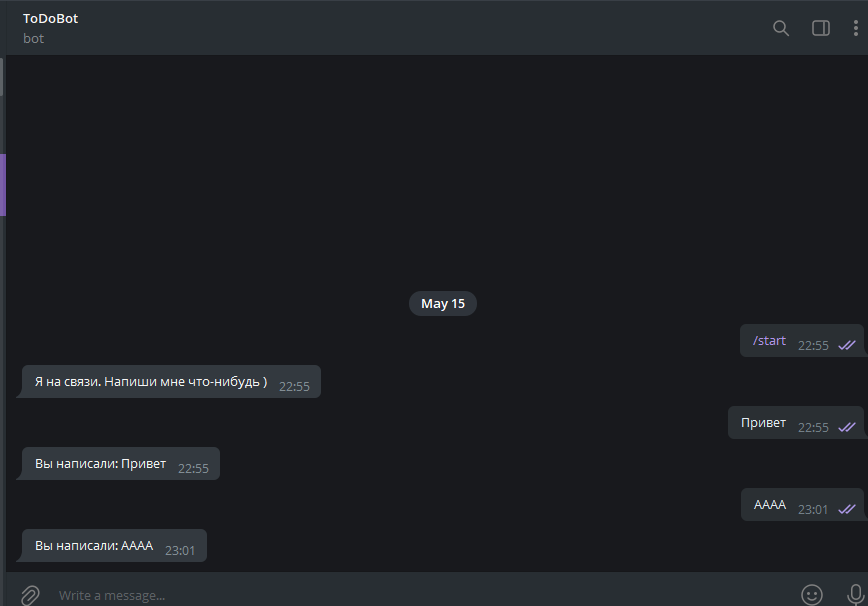 ToDoBot
bot
May 15
/start 22:55
Я на связи. Напиши мне что-нибудь ) 22:55
Привет 22:55
Вы написали: Привет 22:55
АААА 23:01
Вы написали: АААА 23:01
Write a message...